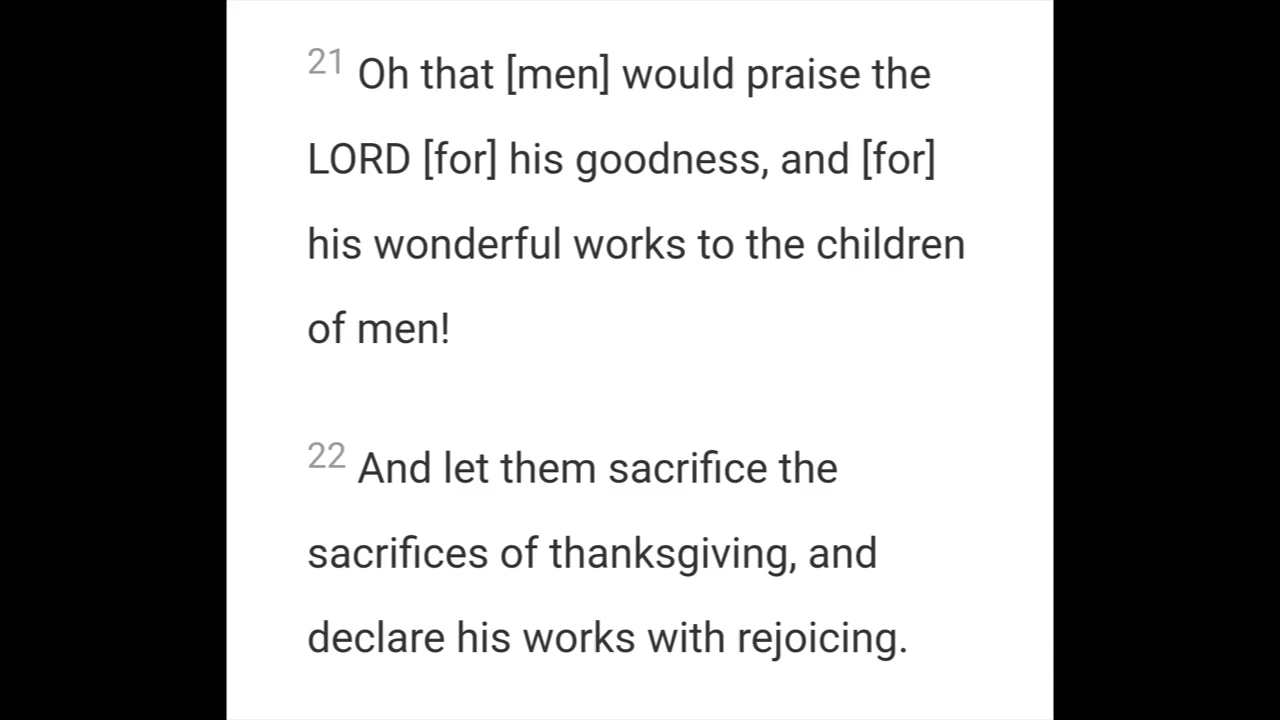 21 Oh that [men] would praise the
LORD [for] his goodness, and [for]
his wonderful works to the children
of men!
22 And let them sacrifice the
sacrifices of thanksgiving, and
declare his works with rejoicing.